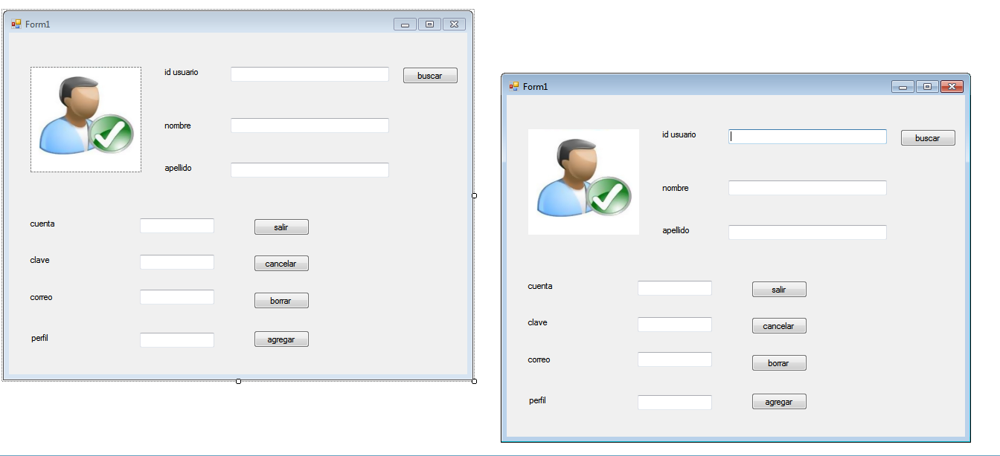 Form1
id usuario
buscar
nombre
apellido
cuenta
salir
clave
cancelar
correo
borrar
perfil
agregar
Form1
id usuario
buscar
nombre
apellido
cuenta
salir
clave
cancelar
correo
borrar
perfil
agregar